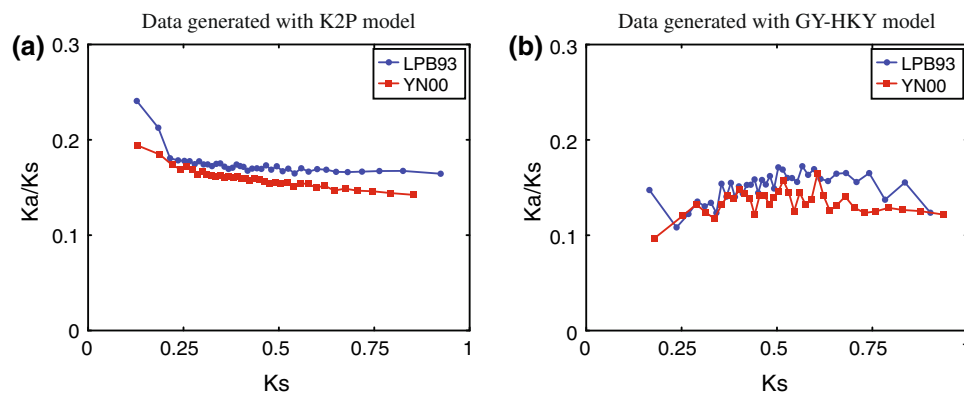 Data generated with K2P model
(a)
0.3
0.2
0.1
0
Ka/Ks
LPB93
YN00
0
0.25
0.5
0.75
1
Ks
Data generated with GY-HKY model
(b)
0.3
0.2
0.1
0
Ka/Ks
LPB93
YN00
0
0.25
0.5
0.75
1
Ks